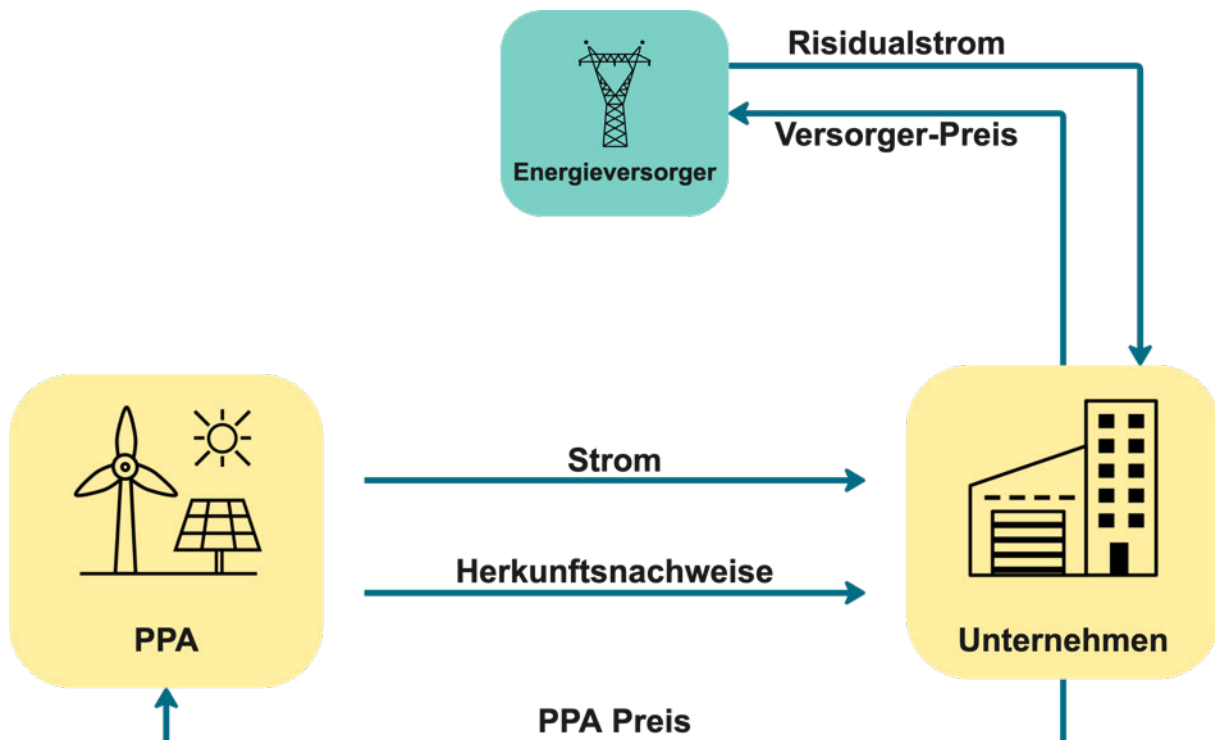 Risidualstrom
Versorger-Preis
Energieversorger
Strom
Herkunftsnachweise
PPA
Unternehmen
PPA Preis